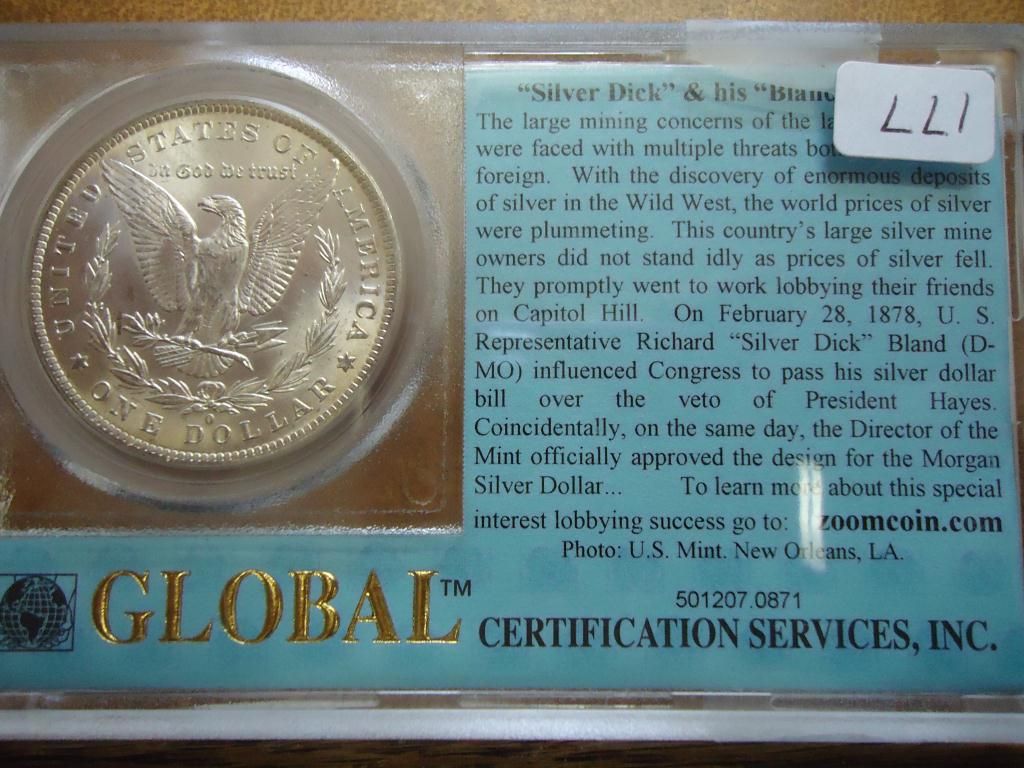 UNITED STATES OF AMERICA
In God we trust
ONE DOLLAR
O
"Silver Dick" & his
The large mining concerns of the
were faced with multiple threats
foreign. With the discovery of enormous deposits
of silver in the Wild West, the world prices of silver
were plummeting. This country's large silver mine
owners did not stand idly as prices of silver fell.
They promptly went to work lobbying their friends
on Capitol Hill. On February 28, 1878, U. S.
Representative Richard "Silver Dick" Bland (D-
MO) influenced Congress to pass his silver dollar
bill over the veto of President Hayes.
Coincidentally, on the same day, the Director of the
Mint officially approved the design for the Morgan
Silver Dollar... To learn more about this special
interest lobbying success go to: zoomcoin.com
Photo: U.S. Mint. New Orleans, LA.
501207.0871
GLOBAL™
CERTIFICATION SERVICES, INC.